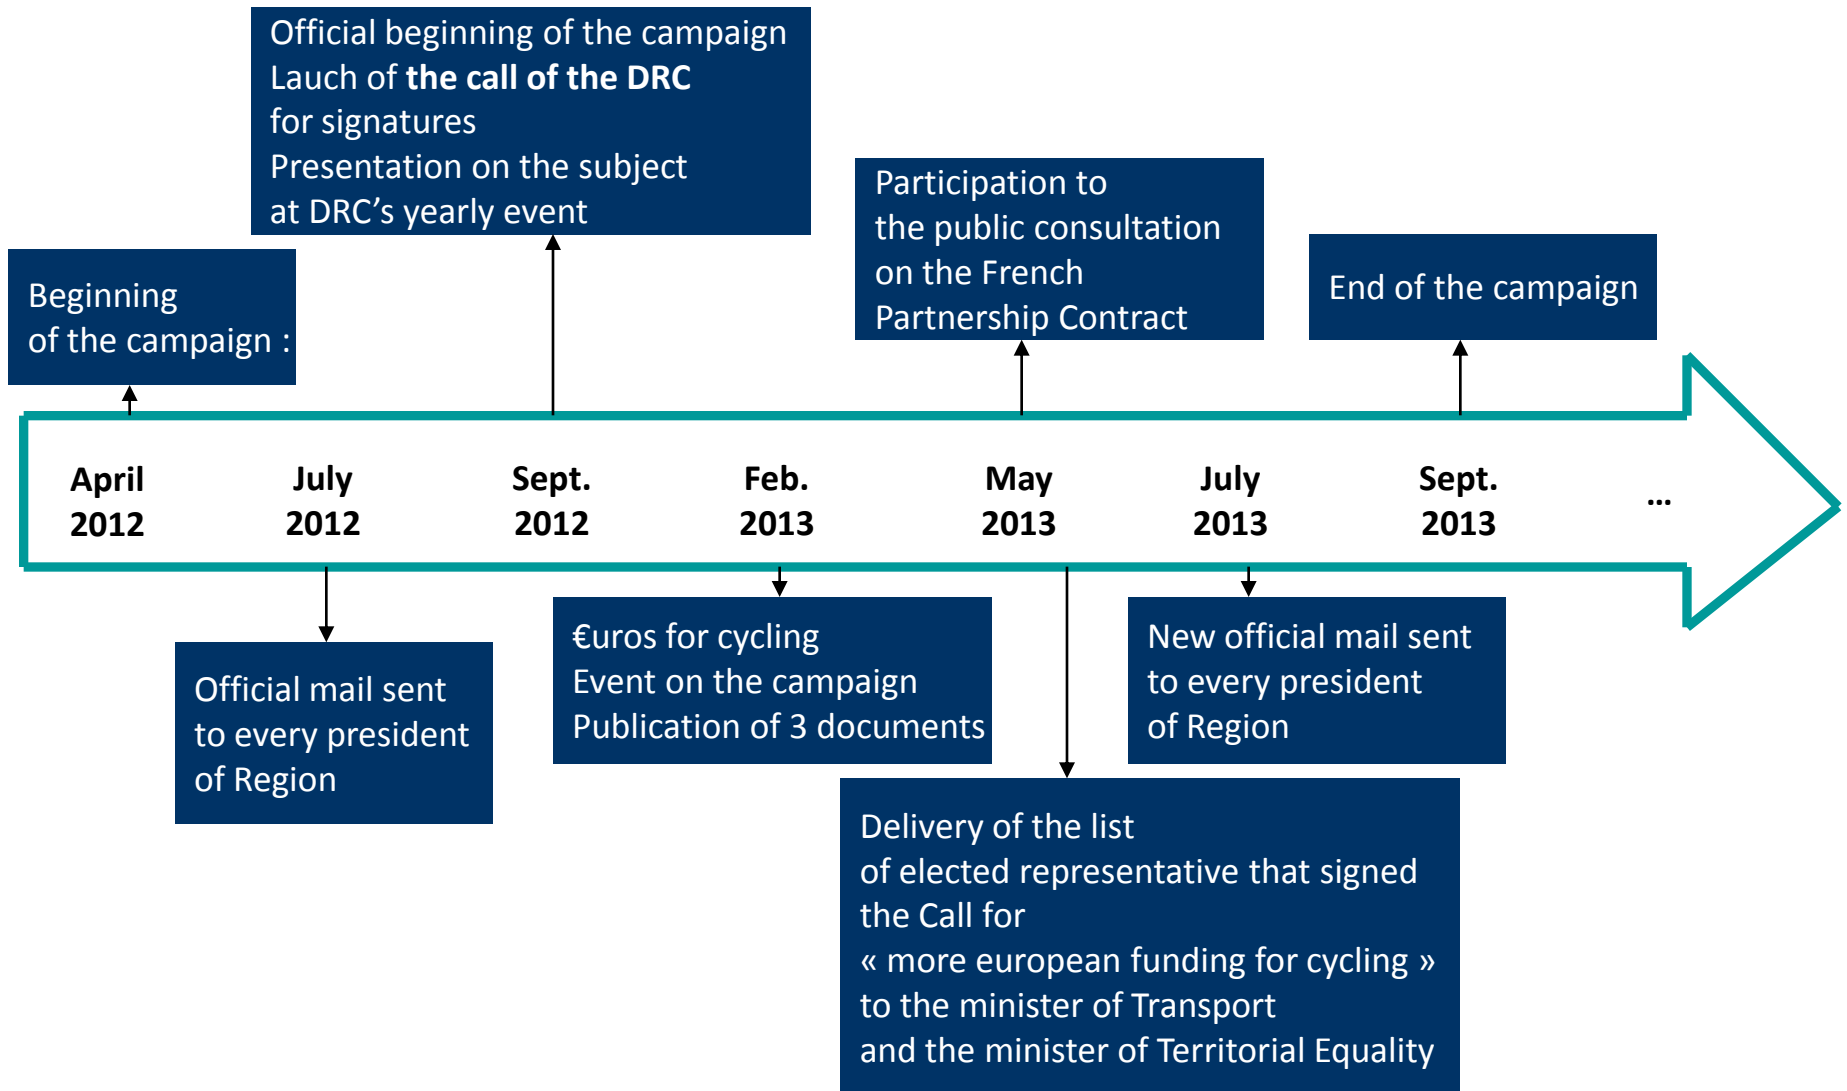 Official beginning of the campaign
Lauch of the call of the DRC
for signatures
Presentation on the subject
at DRC's yearly event
Participation to
the public consultation
on the French
Partnership Contract
Beginning
of the campaign :
End of the campaign
April
2012
July
2012
Sept.
2012
Feb.
2013
May
2013
July
2013
Sept.
2013
...
Official mail sent
to every president
of Region
€uros for cycling
Event on the campaign
Publication of 3 documents
New official mail sent
to every president
of Region
Delivery of the list
of elected representative that signed
the Call for
« more european funding for cycling »
to the minister of Transport
and the minister of Territorial Equality